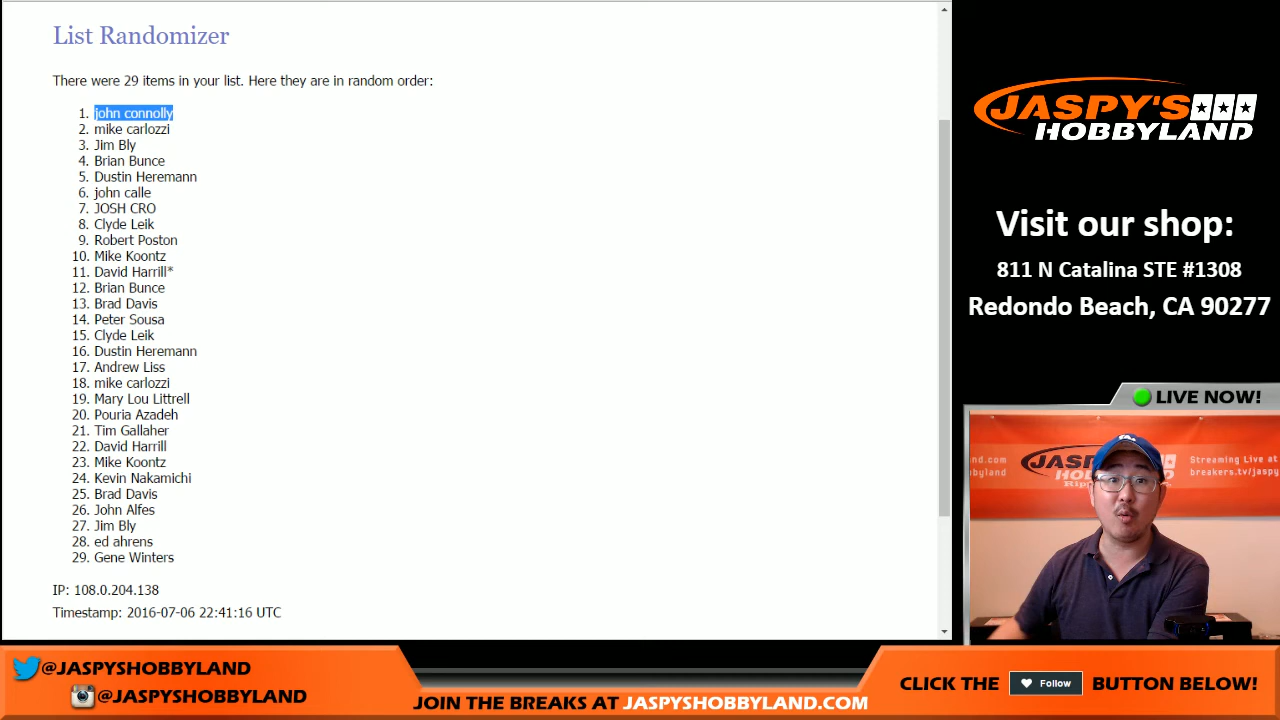 List Randomizer
There were 29 items in your list. Here they are in random order:
1. john connolly
2. mike carlozzi
3. Jim Bly
4. Brian Bunce
5. Dustin Heremann
6. john calle
7. JOSH CRO
8. Clyde Leik
9. Robert Poston
10. Mike Koontz
11. David Harrill*
12. Brian Bunce
13. Brad Davis
14. Peter Sousa
15. Clyde Leik
16. Dustin Heremann
17. Andrew Liss
18. mike carlozzi
19. Mary Lou Littrell
20. Pouria Azadeh
21. Tim Gallaher
22. David Harrill
23. Mike Koontz
24. Kevin Nakamichi
25. Brad Davis
26. John Alfes
27. Jim Bly
28. ed ahrens
29. Gene Winters
IP: 108.0.204.138
Timestamp: 2016-07-06 22:41:16 UTC
JASPY'S
HOBBYLAND
Visit our shop:
811 N Catalina STE #1308
Redondo Beach, CA 90277
LIVE NOW!
nd.com
bbyland
JASP
Streaming Live at
breakers.tv/jaspy
@JASPYSHOBBYLAND
@JASPYSHOBBYLAND
JOIN THE BREAKS AT JASPYSHOBBYLAND.COM
CLICK THE Follow BUTTON BELOW!